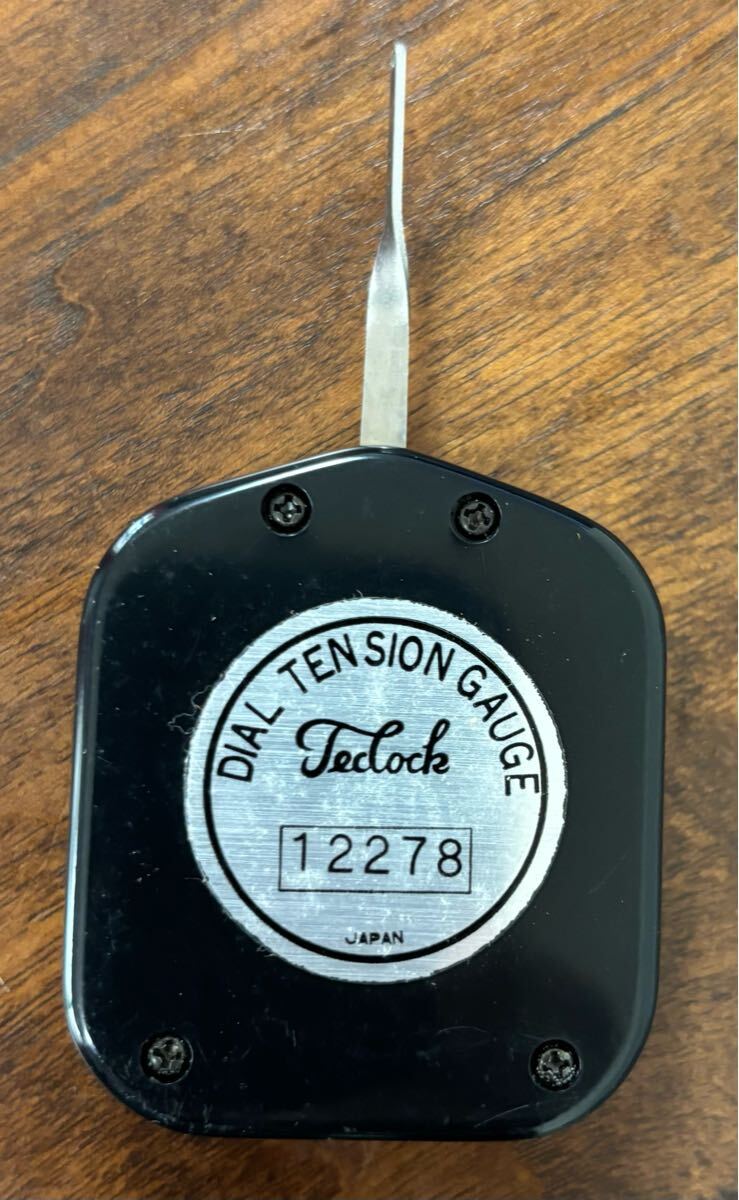 DIAL TENSION GAUGE
Teclock
12278
JAPAN